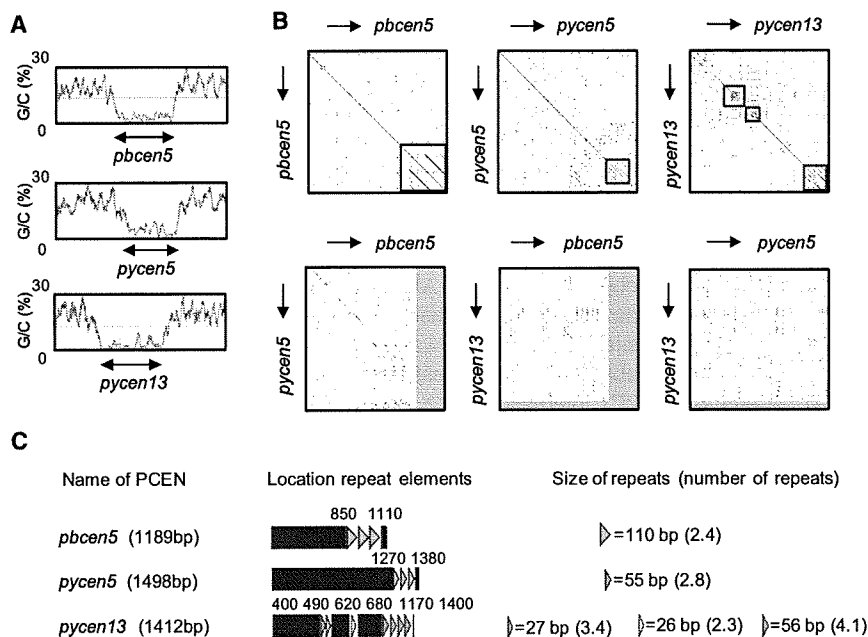 A
30
G/C (%)
0
pbcen5
30
G/C (%)
0
pycen5
30
G/C (%)
0
pycen13
B
pbcen5
pbcen5
pycen5
pycen5
pycen13
pycen13
pbcen5
pycen5
pbcen5
pycen13
pycen5
pycen13
C
Name of PCEN
Location repeat elements
Size of repeats (number of repeats)
850 1110
pbcen5 (1189bp)
=110 bp (2.4)
1270 1380
pycen5 (1498bp)
=55 bp (2.8)
400 490 620 680 1170 1400
pycen13 (1412bp)
=27 bp (3.4) =26 bp (2.3) =56 bp (4.1)